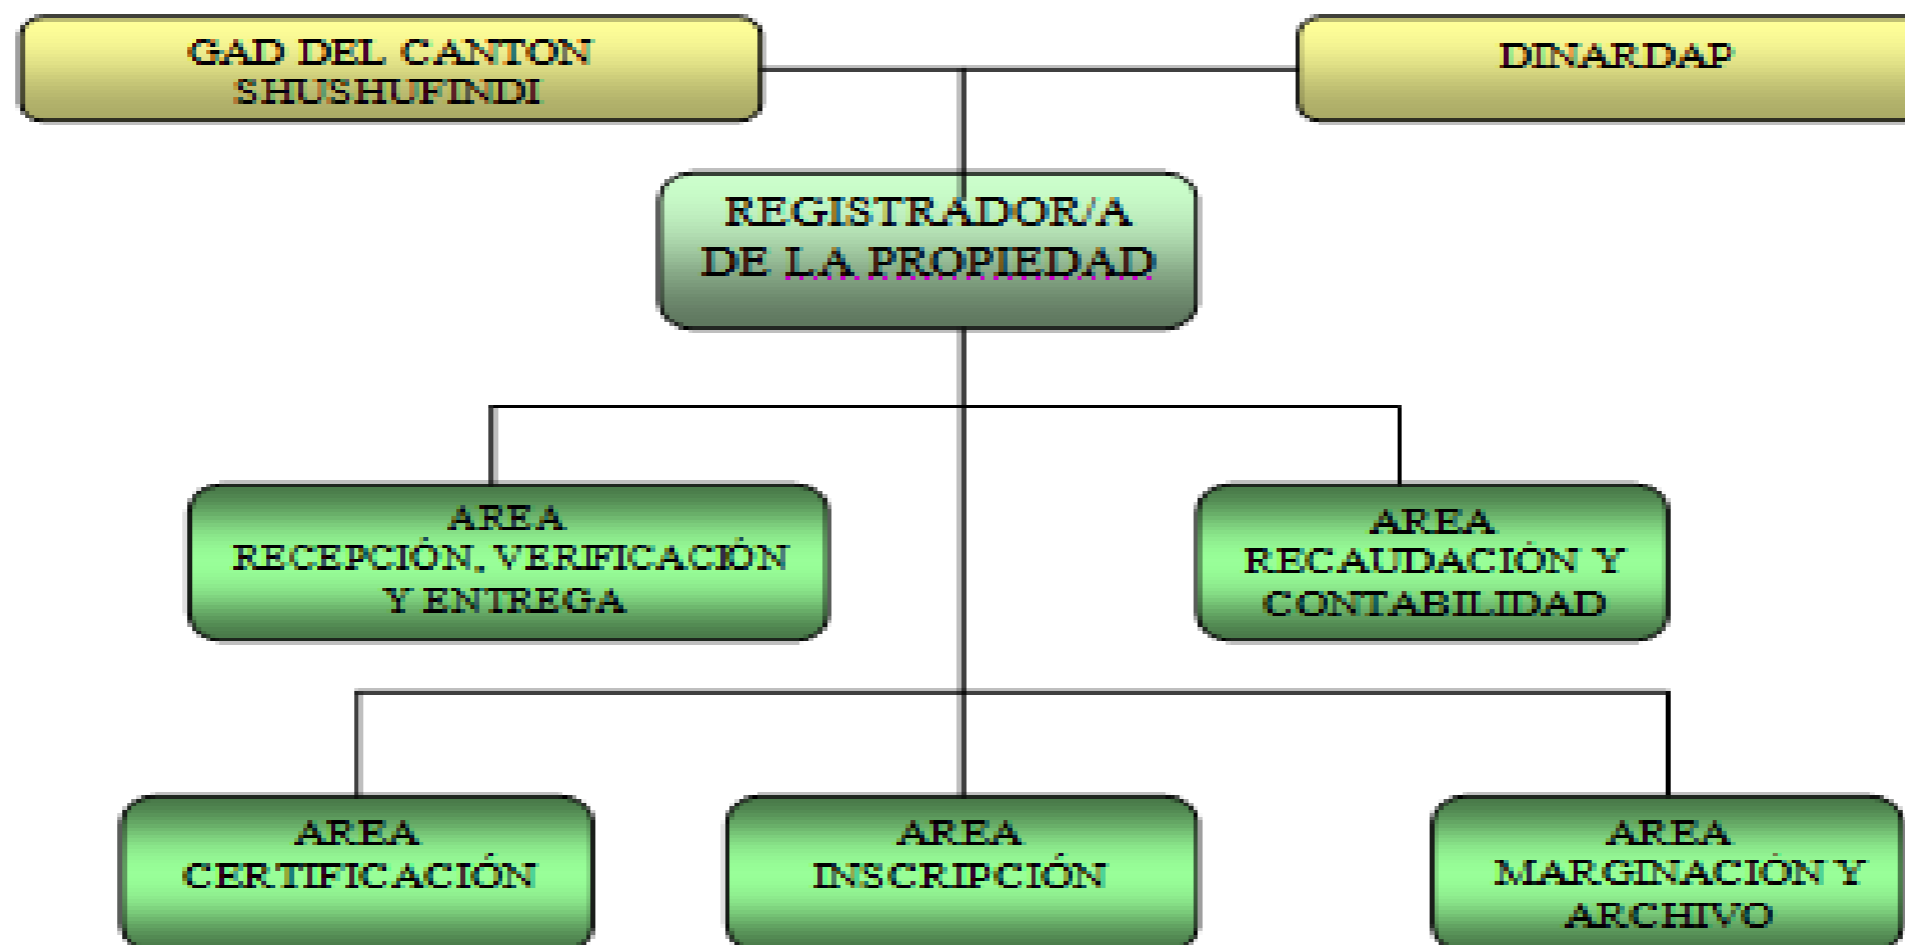 GAD DEL CANTON
SHUSHUFINDI
DINARDAP
REGISTRADOR/A
DE LA PROPIEDAD
AREA
RECEPCIÓN, VERIFICACIÓN
Y ENTREGA
AREA
RECAUDACIÓN Y
CONTABILIDAD
AREA
CERTIFICACIÓN
AREA
INSCRIPCIÓN
AREA
MARGINACIÓN Y
ARCHIVO